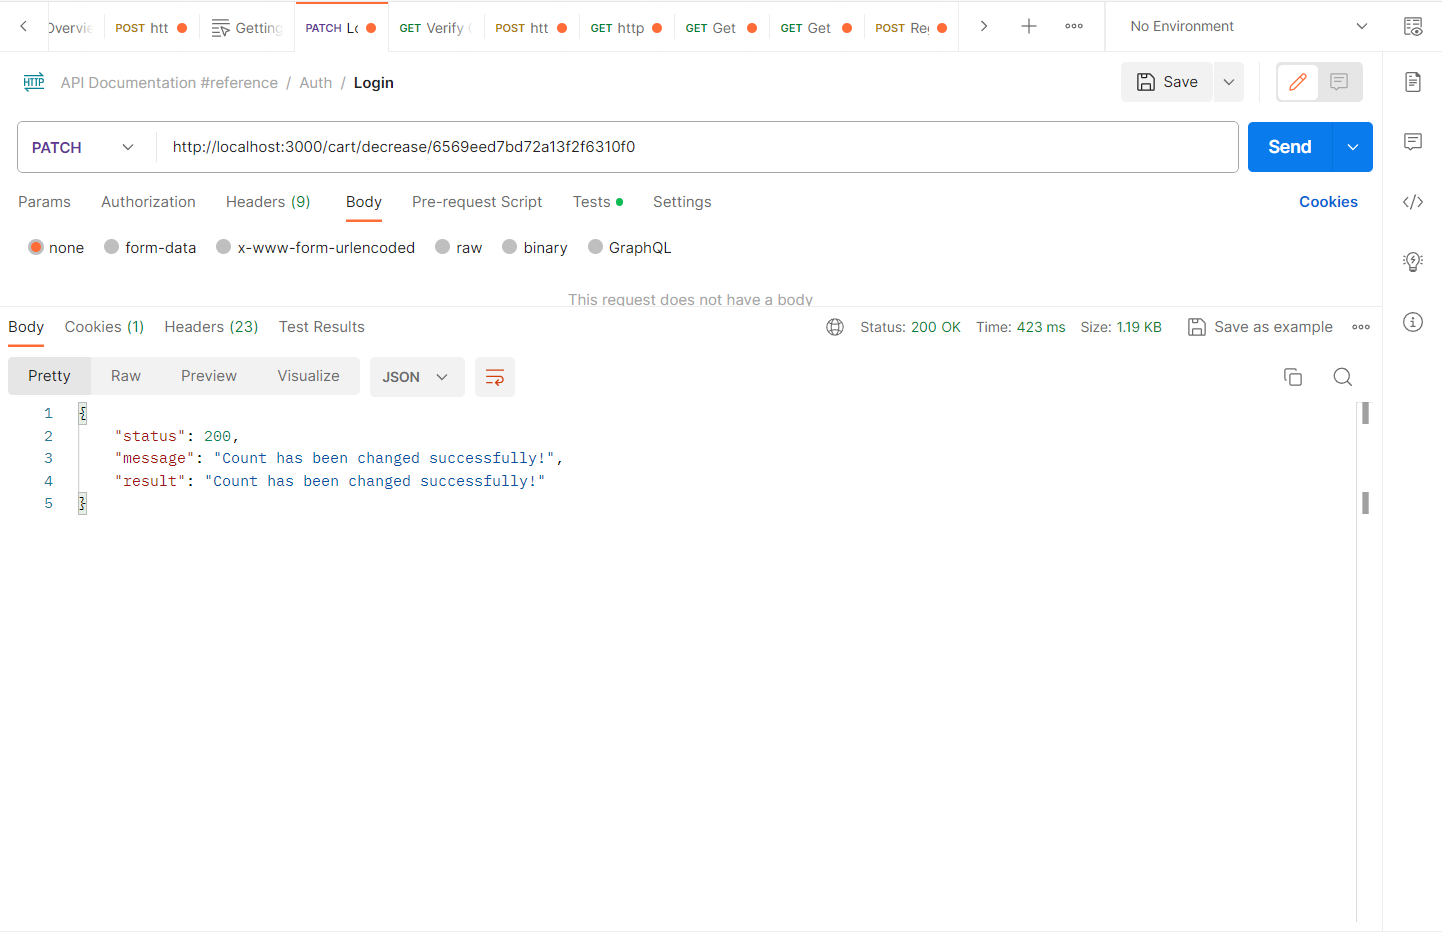 Overvie POST htt Getting PATCH Lo GET Verify POST htt GET http GET Get GET Get POST Reg No Environment
HTTP API Documentation #reference / Auth / Login Save
PATCH http://localhost:3000/cart/decrease/6569eed7bd72a13f2f6310f0 Send
Params Authorization Headers (9) Body Pre-request Script Tests Settings Cookies
none form-data x-www-form-urlencoded raw binary GraphQL
This request does not have a body
Body Cookies (1) Headers (23) Test Results Status: 200 OK Time: 423 ms Size: 1.19 KB Save as example
Pretty Raw Preview Visualize JSON
1 {
2 "status": 200,
3 "message": "Count has been changed successfully!",
4 "result": "Count has been changed successfully!"
5 }